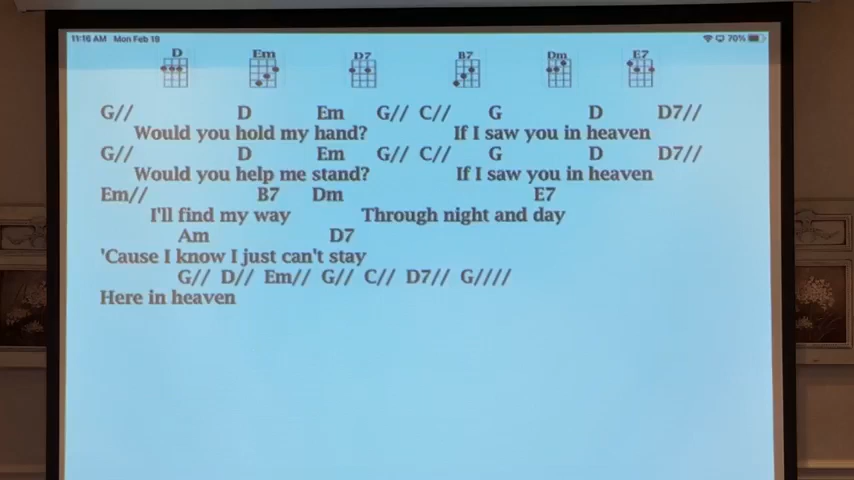 11:16 AM Mon Feb 19 70%
D Em D7 B7 Dm E7
G// D Em G// C// G D D7//
Would you hold my hand? If I saw you in heaven
G// D Em G// C// G D D7//
Would you help me stand? If I saw you in heaven
Em// B7 Dm E7
I'll find my way Through night and day
Am D7
'Cause I know I just can't stay
G// D// Em// G// C// D7// G////
Here in heaven